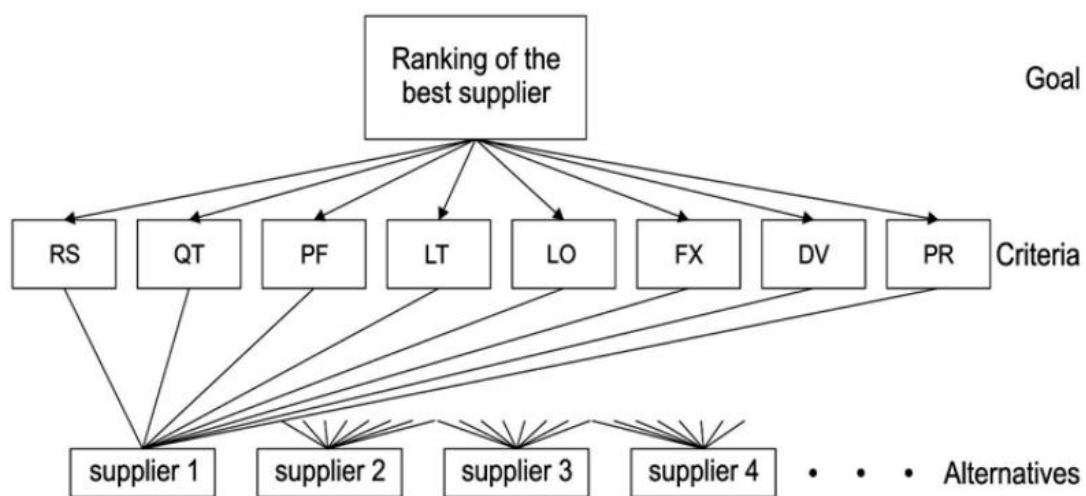 Ranking of the
best supplier
Goal
RS
QT
PF
LT
LO
FX
DV
PR
Criteria
supplier 1
supplier 2
supplier 3
supplier 4
• • •
Alternatives